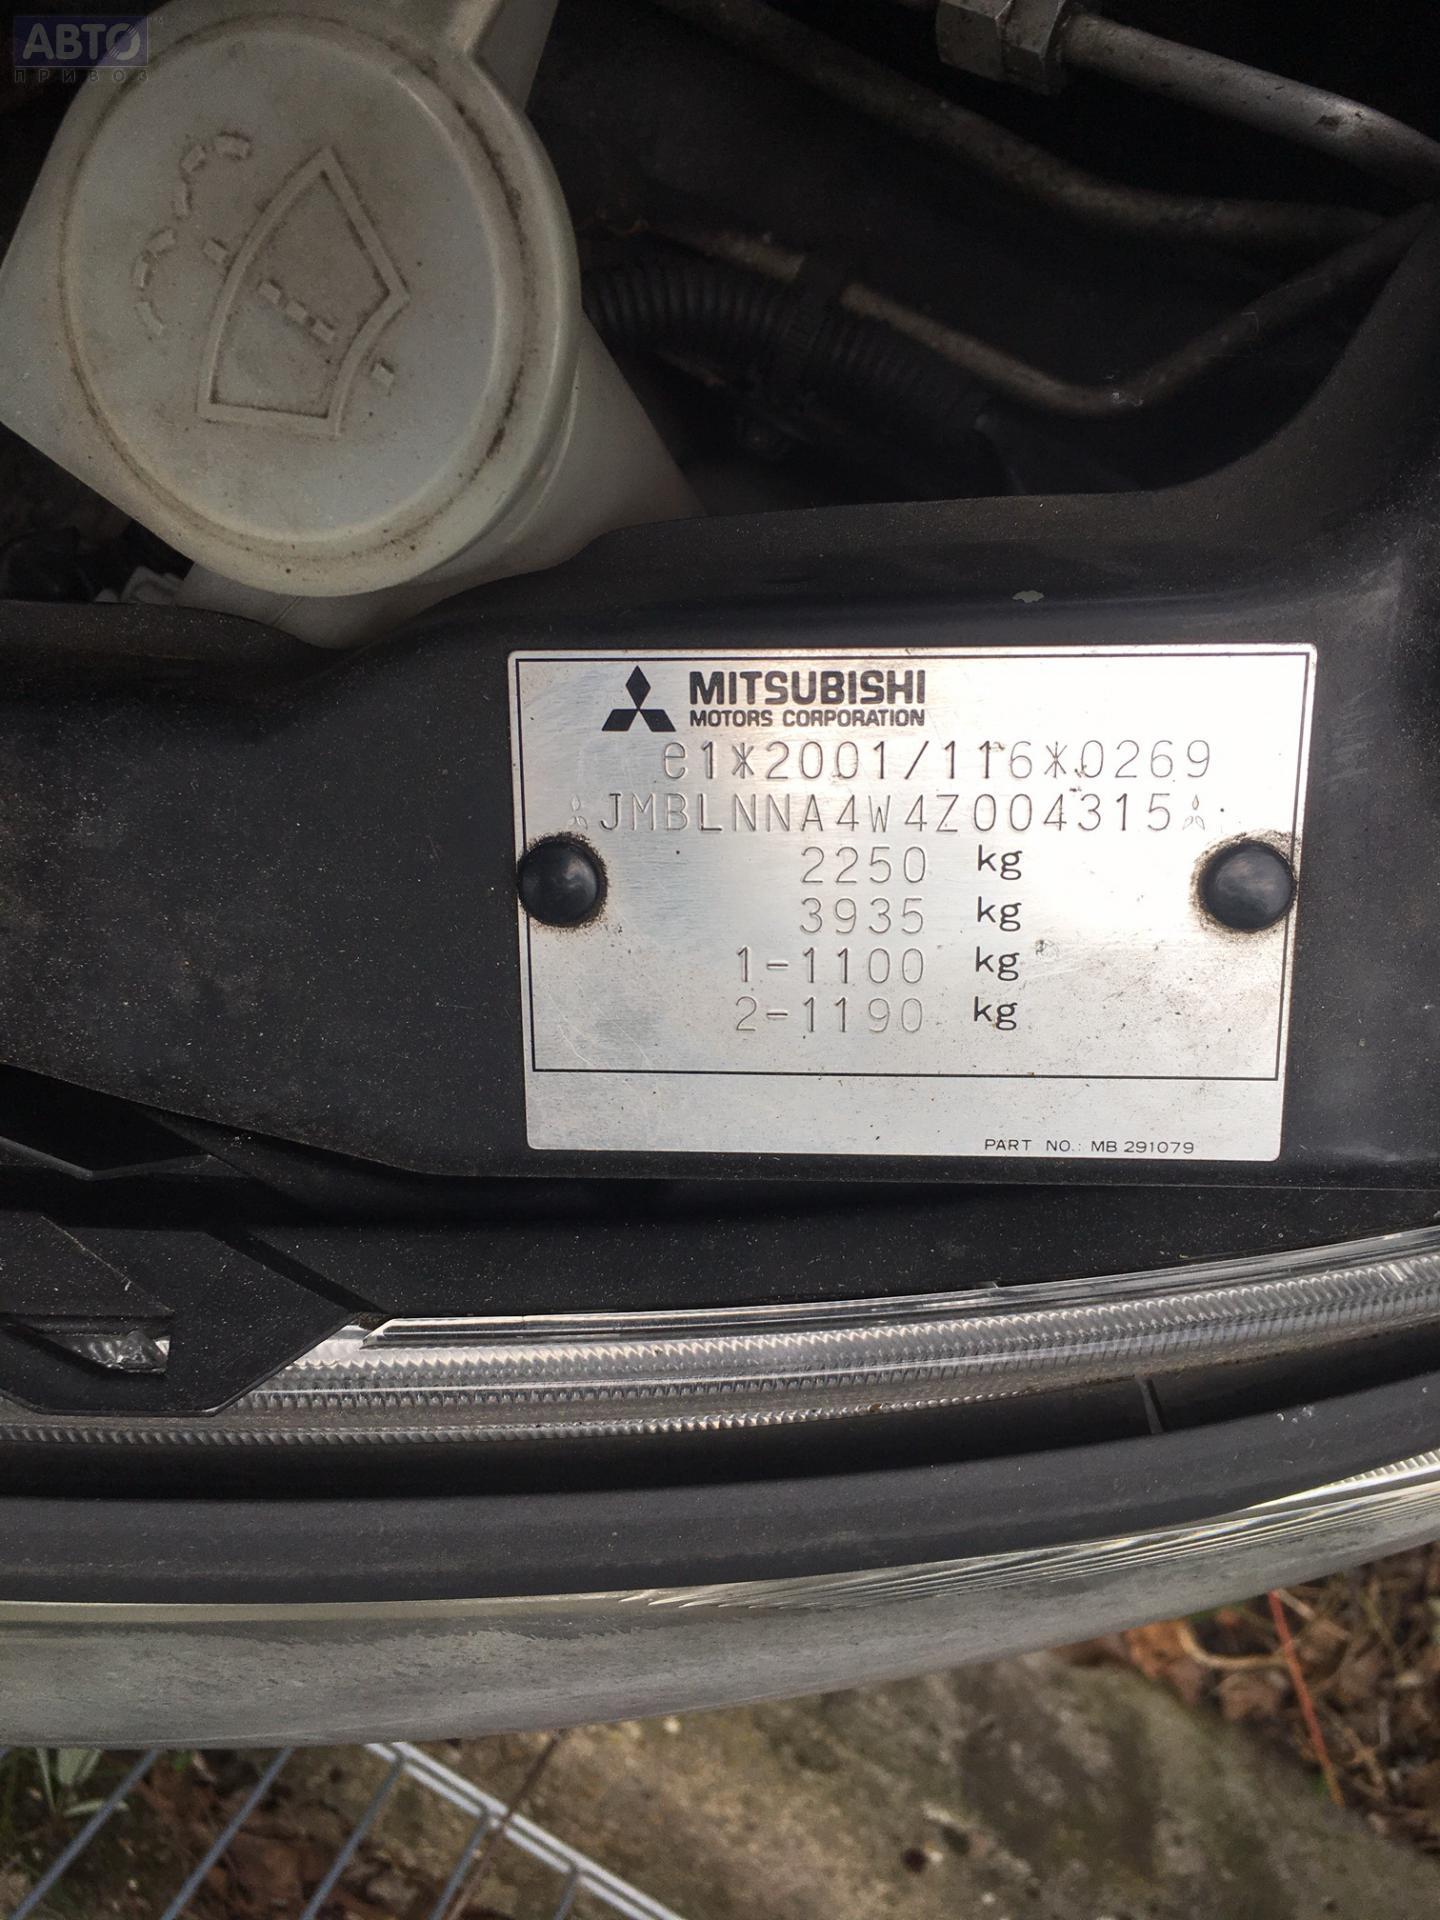 АВТО
ПРИВОЗ
MITSUBISHI
MOTORS CORPORATION
e1*2001/116*0269
JMBLNNA4W4Z004315
2250 kg
3935 kg
1-1100 kg
2-1190 kg
PART NO.: MB 291079